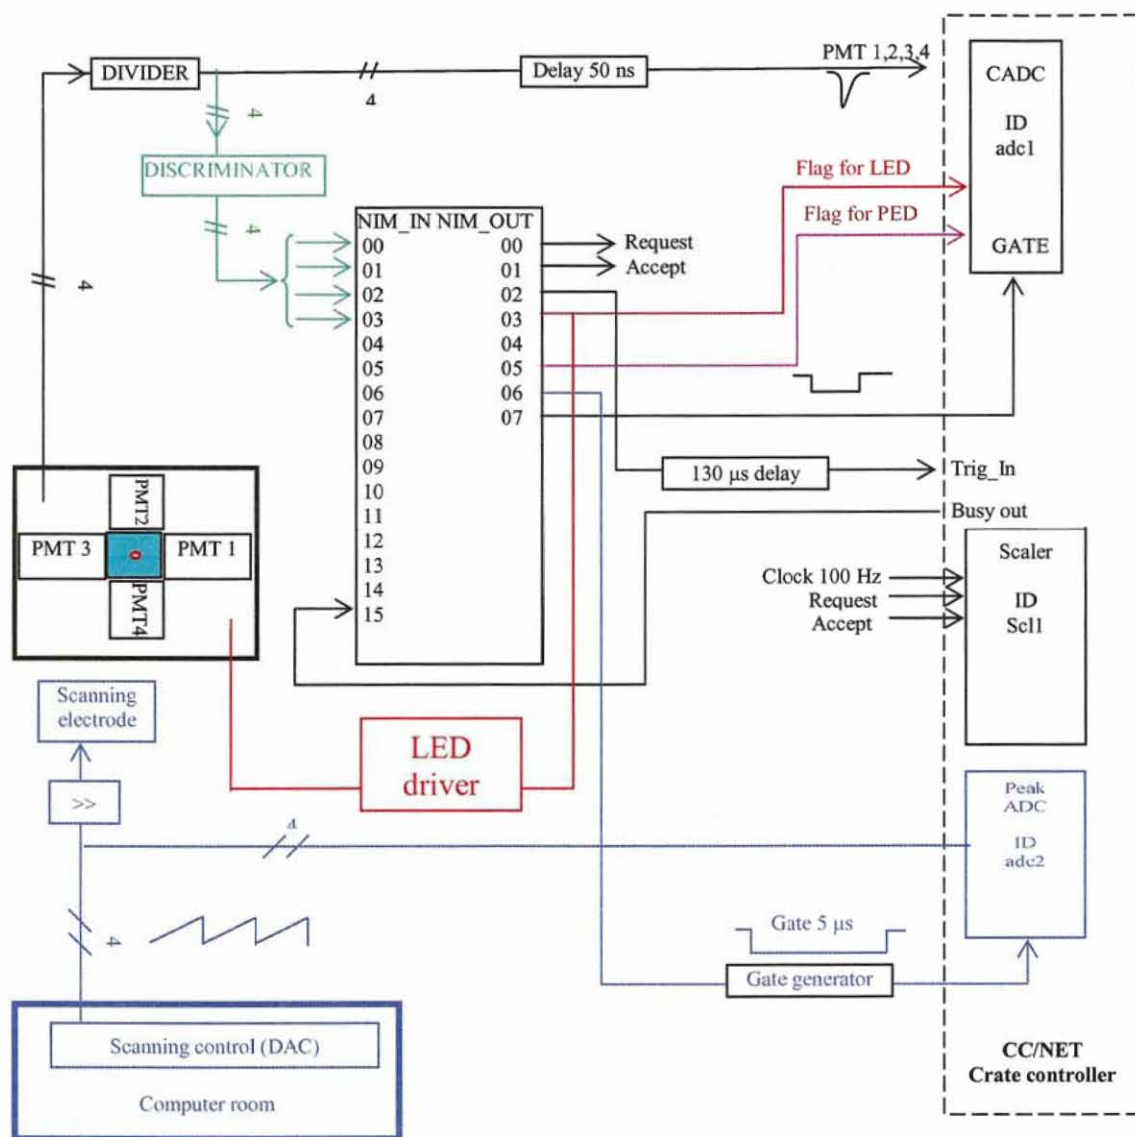 DIVIDER
4
Delay 50 ns
PMT 1,2,3,4
4
DISCRIMINATOR
4
4
CADC
ID
adc1
GATE
Flag for LED
Flag for PED
NIM_IN NIM_OUT
00 00
01 01
02 02
03 03
04 04
05 05
06 06
07 07
08
09
10
11
12
13
14
15
Request
Accept
130 µs delay
Trig_In
Busy out
PMT2
PMT 3
PMT 1
PMT4
Clock 100 Hz
Request
Accept
Scaler
ID
Scl1
Scanning
electrode
>>
LED
driver
4
Peak
ADC
ID
adc2
4
Gate 5 µs
Gate generator
Scanning control (DAC)
Computer room
CC/NET
Crate controller